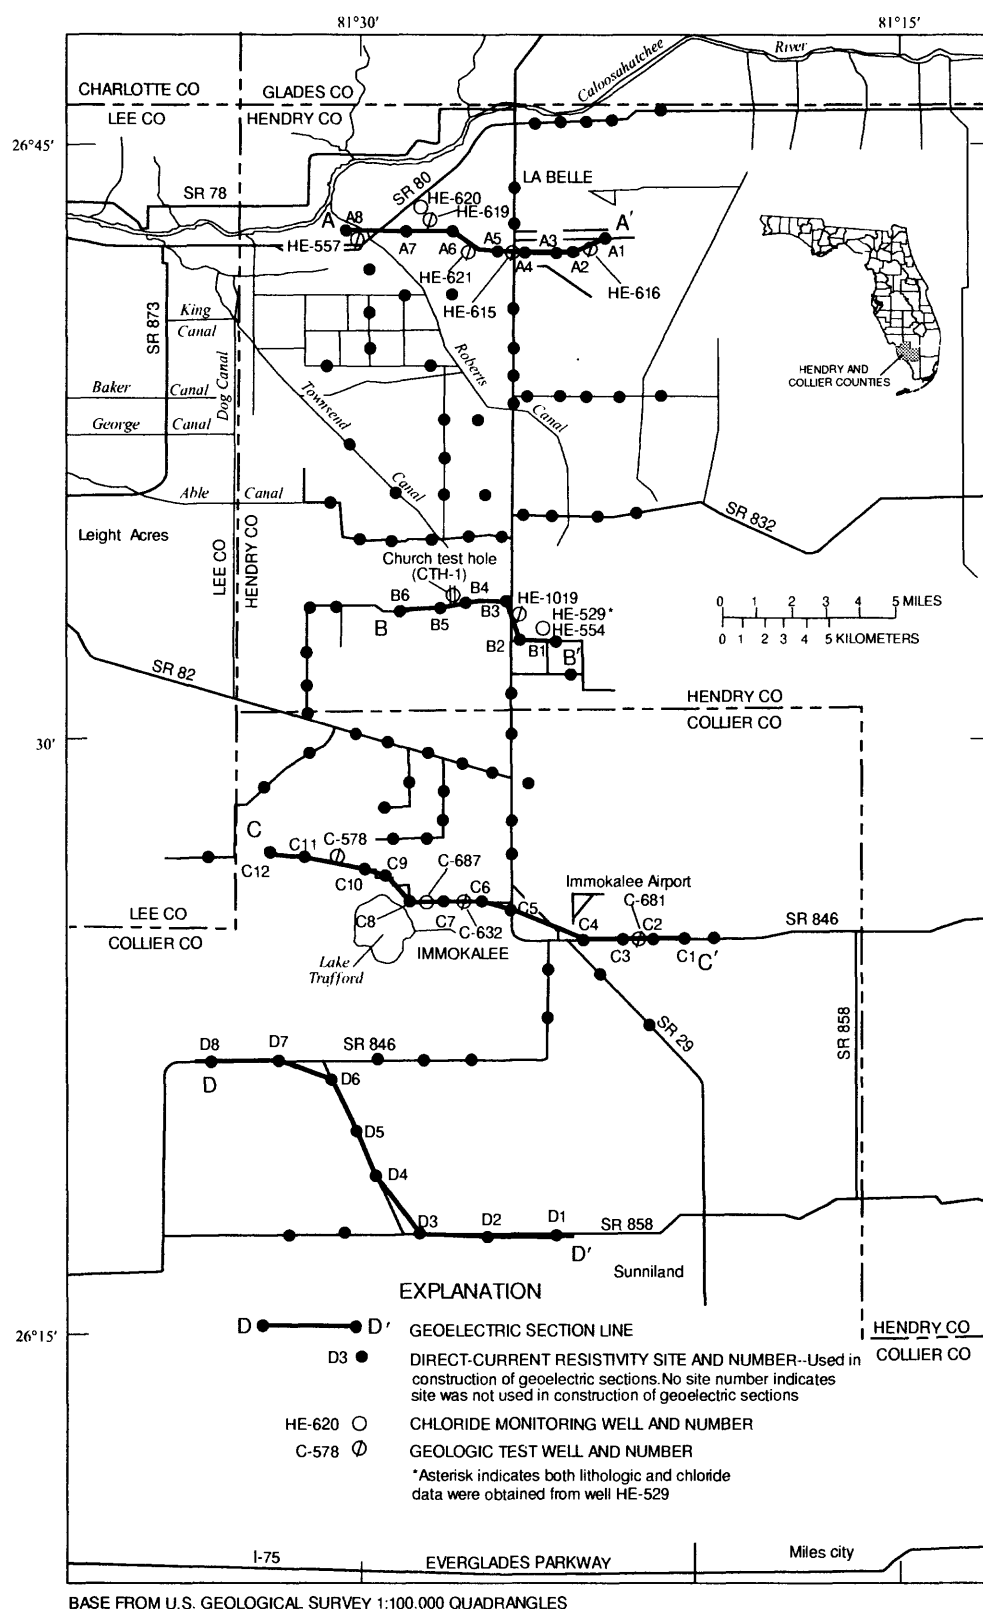 81°30′
81°15′
Caloosahatchee
River
CHARLOTTE CO
GLADES CO
LEE CO
HENDRY CO
26°45′
LA BELLE
SR 80
SR 78
HE-620
HE-619
A
A8
A′
HE-557
A7
A6
A5
A4
A3
A2
A1
HE-621
HE-615
HE-616
King
Canal
SR 873
Dog Canal
Roberts
Canal
Baker
Canal
George
Canal
Townsend
Canal
HENDRY AND
COLLIER COUNTIES
Able
Canal
SR 832
Leight Acres
LEE CO
HENDRY CO
Church test hole
(CTH-1)
B6
B4
B3
B5
B
HE-1019
HE-529*
HE-554
B2
B1
B′
0 1 2 3 4 5 MILES
0 1 2 3 4 5 KILOMETERS
SR 82
HENDRY CO
COLLIER CO
30′
C
C12
C11
C-578
C10
C9
C-687
C6
C8
C7
C-632
C5
Immokalee Airport
C-681
C4
C2
C3
C1
C′
SR 846
LEE CO
COLLIER CO
IMMOKALEE
Lake
Trafford
SR 29
SR 858
D8
D7
SR 846
D
D6
D5
D4
D3
D2
D1
SR 858
D′
Sunniland
EXPLANATION
26°15′
D D′ GEOELECTRIC SECTION LINE
HENDRY CO
COLLIER CO
D3 DIRECT-CURRENT RESISTIVITY SITE AND NUMBER--Used in
construction of geoelectric sections. No site number indicates
site was not used in construction of geoelectric sections
HE-620 CHLORIDE MONITORING WELL AND NUMBER
C-578 GEOLOGIC TEST WELL AND NUMBER
*Asterisk indicates both lithologic and chloride
data were obtained from well HE-529
I-75
EVERGLADES PARKWAY
Miles city
BASE FROM U.S. GEOLOGICAL SURVEY 1:100,000 QUADRANGLES